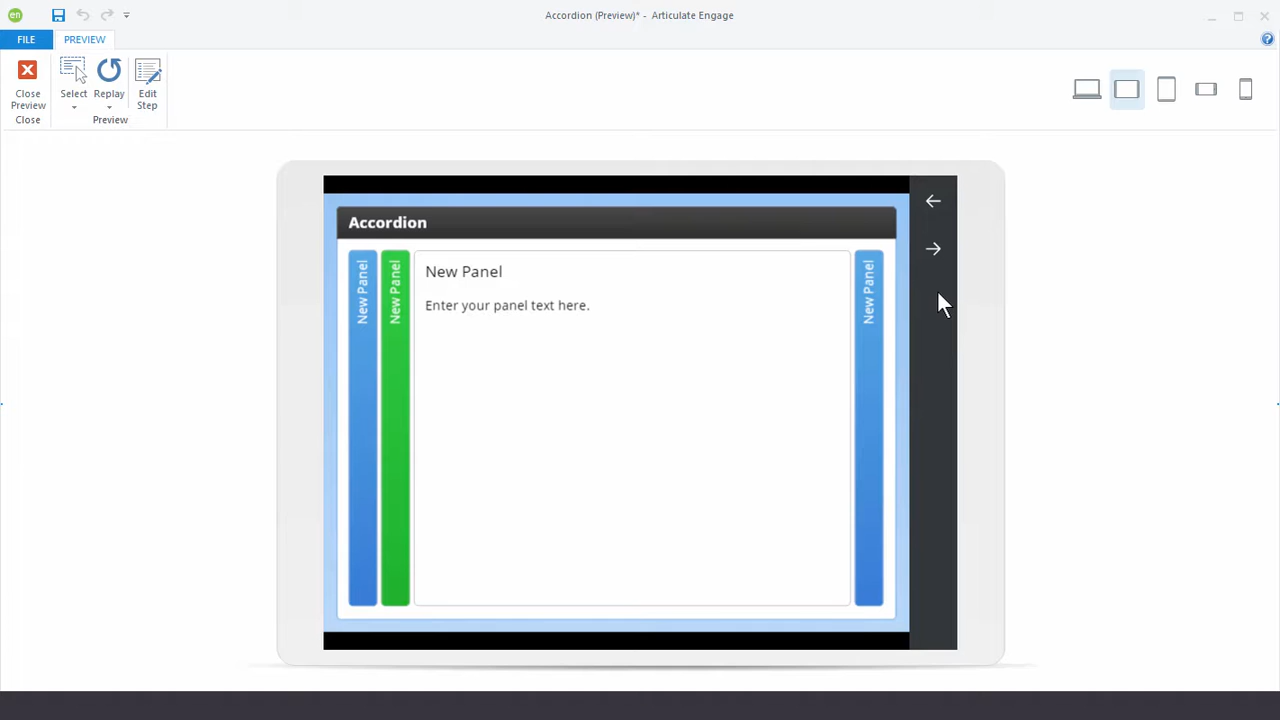 en
Accordion (Preview)* - Articulate Engage
FILE
PREVIEW
Close
Preview
Select
Replay
Edit
Step
Close
Preview
Accordion
New Panel
New Panel
New Panel
Enter your panel text here.
New Panel